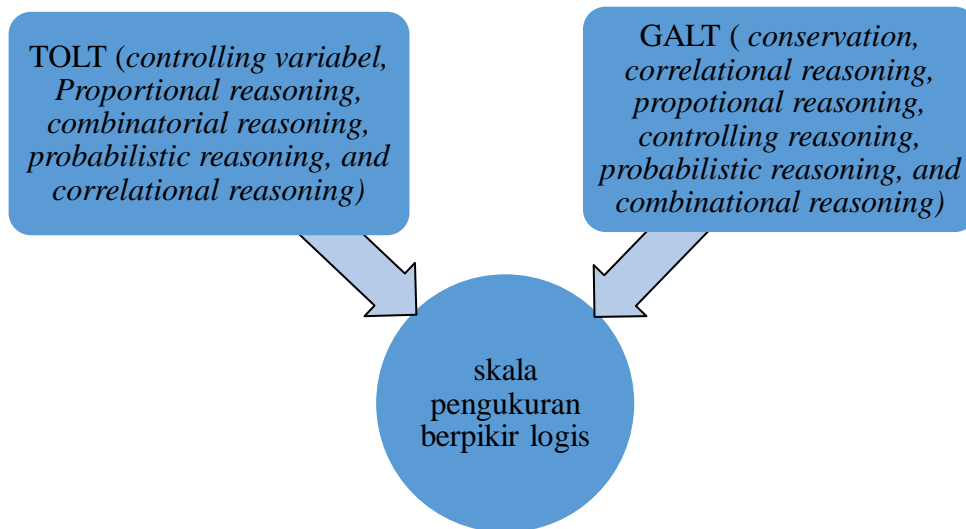 TOLT (controlling variabel,
Proportional reasoning,
combinatorial reasoning,
probabilistic reasoning, and
correlational reasoning)
GALT ( conservation,
correlational reasoning,
propotional reasoning,
controlling reasoning,
probabilistic reasoning, and
combinational reasoning)
skala
pengukuran
berpikir logis